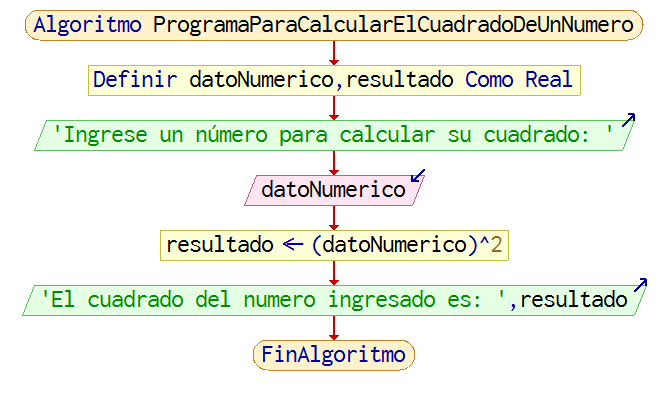 Algoritmo ProgramaParaCalcularElCuadradoDeUnNumero
Definir datoNumerico,resultado Como Real
'Ingrese un número para calcular su cuadrado: '
datoNumerico
resultado ← (datoNumerico)^2
'El cuadrado del numero ingresado es: ',resultado
FinAlgoritmo